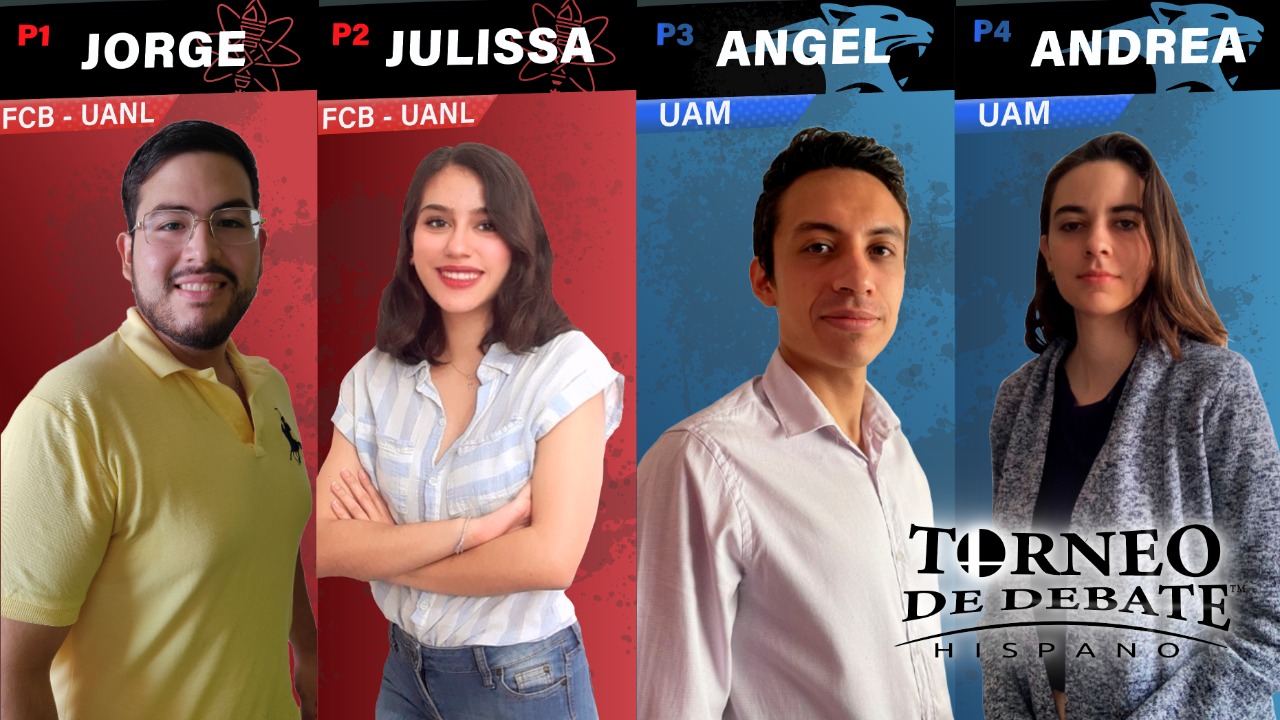 P1 JORGE
FCB - UANL
P2 JULISSA
FCB - UANL
P3 ANGEL
UAM
P4 ANDREA
UAM
TORNEO
DE DEBATE™
HISPANO